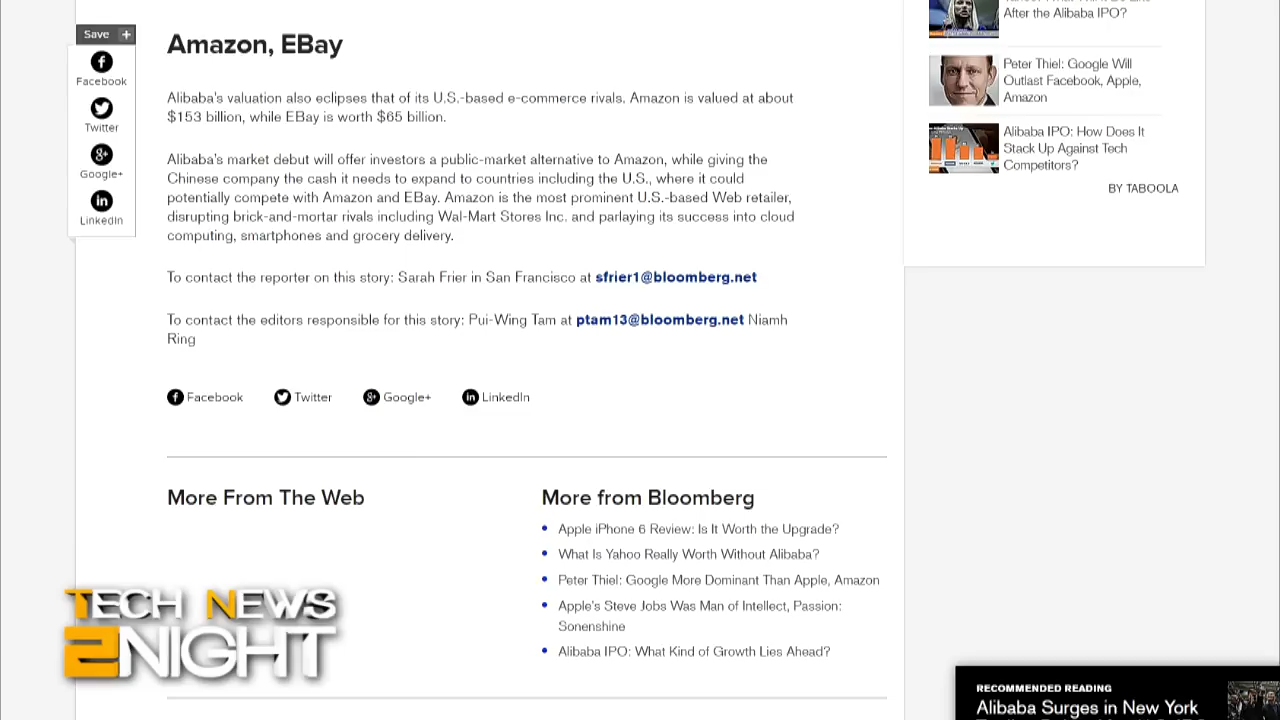 Save +
Facebook
Twitter
Google+
LinkedIn
Amazon, EBay
Alibaba's valuation also eclipses that of its U.S.-based e-commerce rivals. Amazon is valued at about
$153 billion, while EBay is worth $65 billion.
Alibaba's market debut will offer investors a public-market alternative to Amazon, while giving the
Chinese company the cash it needs to expand to countries including the U.S., where it could
potentially compete with Amazon and EBay. Amazon is the most prominent U.S.-based Web retailer,
disrupting brick-and-mortar rivals including Wal-Mart Stores Inc. and parlaying its success into cloud
computing, smartphones and grocery delivery.
To contact the reporter on this story: Sarah Frier in San Francisco at sfrier1@bloomberg.net
To contact the editors responsible for this story: Pui-Wing Tam at ptam13@bloomberg.net Niamh
Ring
Facebook Twitter Google+ LinkedIn
More From The Web
More from Bloomberg
Apple iPhone 6 Review: Is It Worth the Upgrade?
What Is Yahoo Really Worth Without Alibaba?
Peter Thiel: Google More Dominant Than Apple, Amazon
Apple's Steve Jobs Was Man of Intellect, Passion:
Sonenshine
Alibaba IPO: What Kind of Growth Lies Ahead?
After the Alibaba IPO?
Peter Thiel: Google Will
Outlast Facebook, Apple,
Amazon
Alibaba IPO: How Does It
Stack Up Against Tech
Competitors?
BY TABOOLA
TECH NEWS
2NIGHT
RECOMMENDED READING
Alibaba Surges in New York